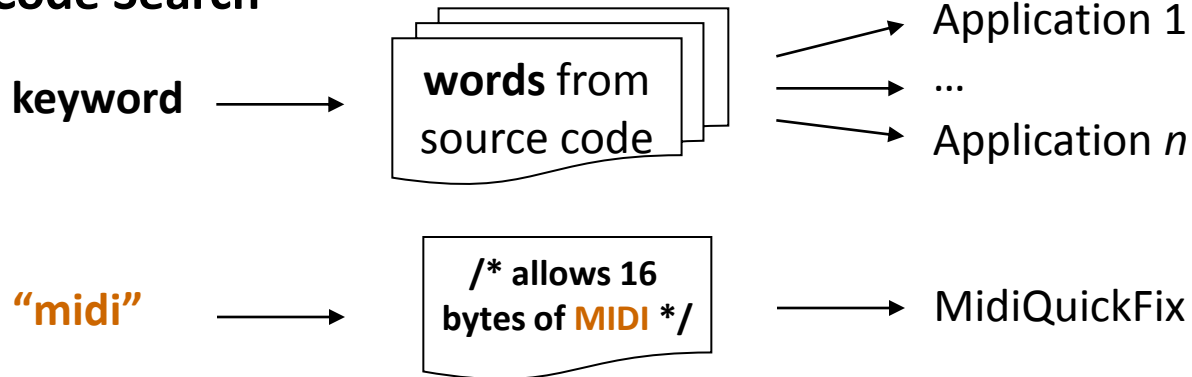 Code Search
keyword
words from
source code
Application 1
...
Application n
“midi”
/* allows 16
bytes of MIDI */
MidiQuickFix